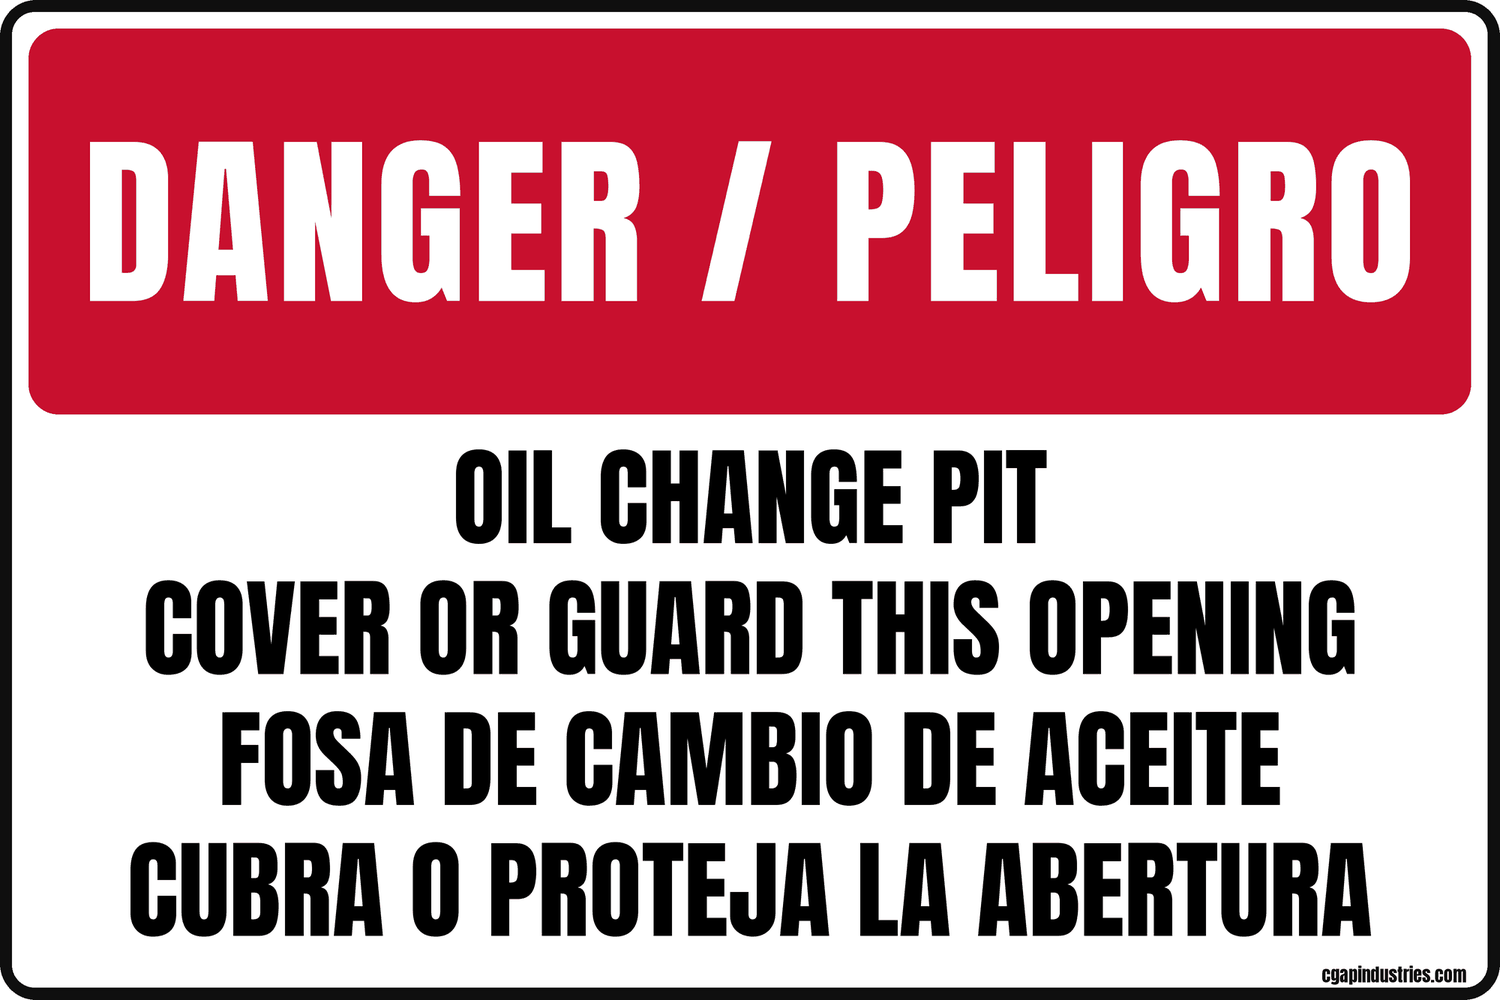 DANGER / PELIGRO
OIL CHANGE PIT
COVER OR GUARD THIS OPENING
FOSA DE CAMBIO DE ACEITE
CUBRA O PROTEJA LA ABERTURA
cgapindustries.com